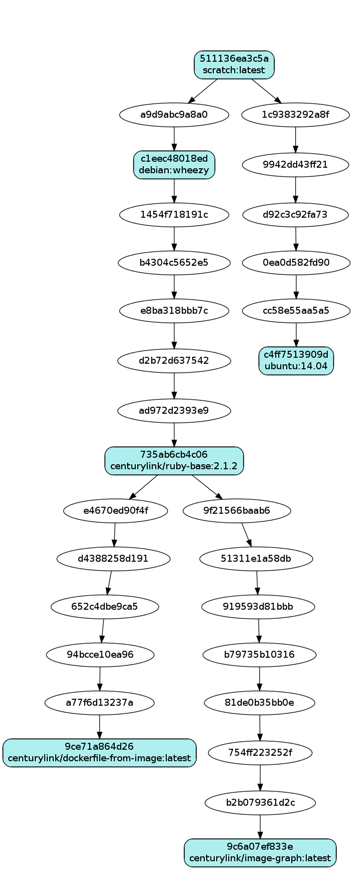 511136ea3c5a
scratch:latest
a9d9abc9a8a0
1c9383292a8f
c1eec48018ed
debian:wheezy
9942dd43ff21
1454f718191c
d92c3c92fa73
b4304c5652e5
0ea0d582fd90
e8ba318bbb7c
cc58e55aa5a5
d2b72d637542
c4ff7513909d
ubuntu:14.04
ad972d2393e9
735ab6cb4c06
centurylink/ruby-base:2.1.2
e4670ed90f4f
9f21566baab6
d4388258d191
51311e1a58db
652c4dbe9ca5
919593d81bbb
94bcce10ea96
b79735b10316
a77f6d13237a
81de0b35bb0e
9ce71a864d26
centurylink/dockerfile-from-image:latest
754ff223252f
b2b079361d2c
9c6a07ef833e
centurylink/image-graph:latest